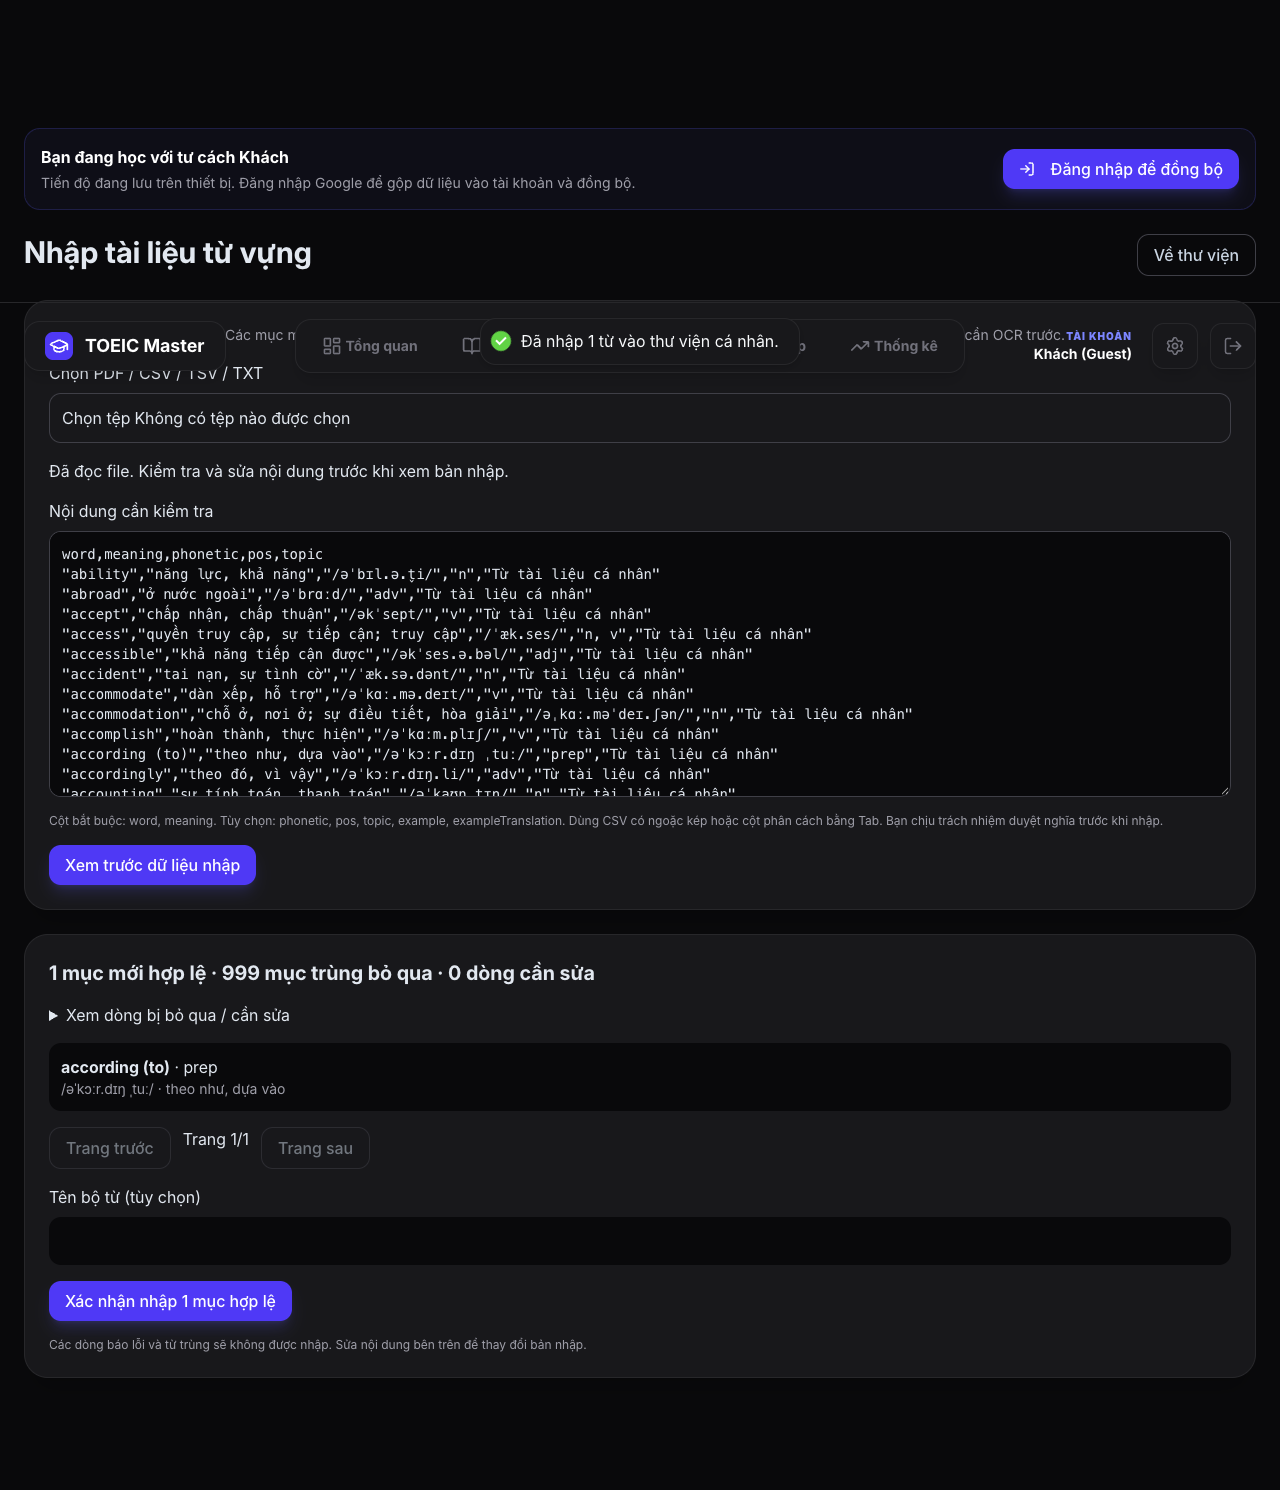 Bạn đang học với tư cách Khách
Tiến độ đang lưu trên thiết bị. Đăng nhập Google để gộp dữ liệu vào tài khoản và đồng bộ.
Đăng nhập để đồng bộ
Nhập tài liệu từ vựng
Về thư viện
TOEIC Master
Các mục
Tổng quan
Đã nhập 1 từ vào thư viện cá nhân.
Thống kê
cần OCR trước.
TÀI KHOẢN
Khách (Guest)
Chọn PDF / CSV / TSV / TXT
Chọn tệp Không có tệp nào được chọn
Đã đọc file. Kiểm tra và sửa nội dung trước khi xem bản nhập.
Nội dung cần kiểm tra
word,meaning,phonetic,pos,topic
"ability","năng lực, khả năng","/əˈbɪl.ə.t̬i/","n","Từ tài liệu cá nhân"
"abroad","ở nước ngoài","/əˈbrɑːd/","adv","Từ tài liệu cá nhân"
"accept","chấp nhận, chấp thuận","/əkˈsept/","v","Từ tài liệu cá nhân"
"access","quyền truy cập, sự tiếp cận; truy cập","/ˈæk.ses/","n, v","Từ tài liệu cá nhân"
"accessible","khả năng tiếp cận được","/əkˈses.ə.bəl/","adj","Từ tài liệu cá nhân"
"accident","tai nạn, sự tình cờ","/ˈæk.sə.dənt/","n","Từ tài liệu cá nhân"
"accommodate","dàn xếp, hỗ trợ","/əˈkɑː.mə.deɪt/","v","Từ tài liệu cá nhân"
"accommodation","chỗ ở, nơi ở; sự điều tiết, hòa giải","/əˌkɑː.məˈdeɪ.ʃən/","n","Từ tài liệu cá nhân"
"accomplish","hoàn thành, thực hiện","/əˈkɑːm.plɪʃ/","v","Từ tài liệu cá nhân"
"according (to)","theo như, dựa vào","/əˈkɔːr.dɪŋ ˌtuː/","prep","Từ tài liệu cá nhân"
"accordingly","theo đó, vì vậy","/əˈkɔːr.dɪŋ.li/","adv","Từ tài liệu cá nhân"
"accounting","sự tính toán, thanh toán","/əˈkaʊn.tɪŋ/","n","Từ tài liệu cá nhân"
Cột bắt buộc: word, meaning. Tùy chọn: phonetic, pos, topic, example, exampleTranslation. Dùng CSV có ngoặc kép hoặc cột phân cách bằng Tab. Bạn chịu trách nhiệm duyệt nghĩa trước khi nhập.
Xem trước dữ liệu nhập
1 mục mới hợp lệ · 999 mục trùng bỏ qua · 0 dòng cần sửa
Xem dòng bị bỏ qua / cần sửa
according (to) · prep
/əˈkɔːr.dɪŋ ˌtuː/ · theo như, dựa vào
Trang trước
Trang 1/1
Trang sau
Tên bộ từ (tùy chọn)
Xác nhận nhập 1 mục hợp lệ
Các dòng báo lỗi và từ trùng sẽ không được nhập. Sửa nội dung bên trên để thay đổi bản nhập.